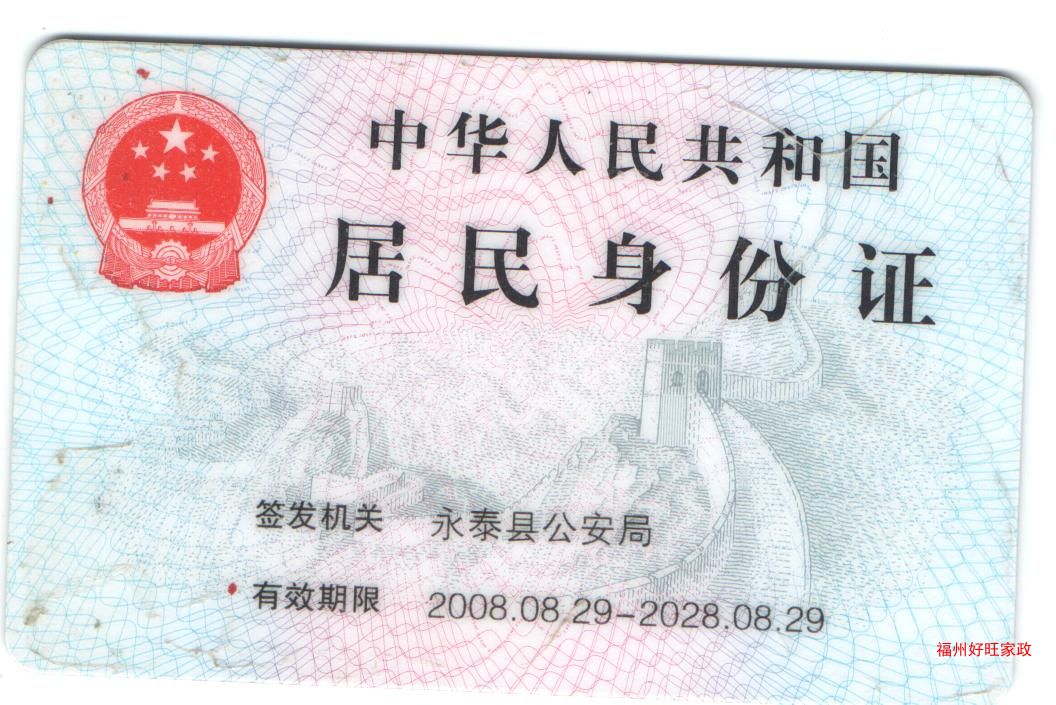 中华人民共和国
居民身份证
签发机关 永泰县公安局
有效期限 2008.08.29-2028.08.29
福州好旺家政